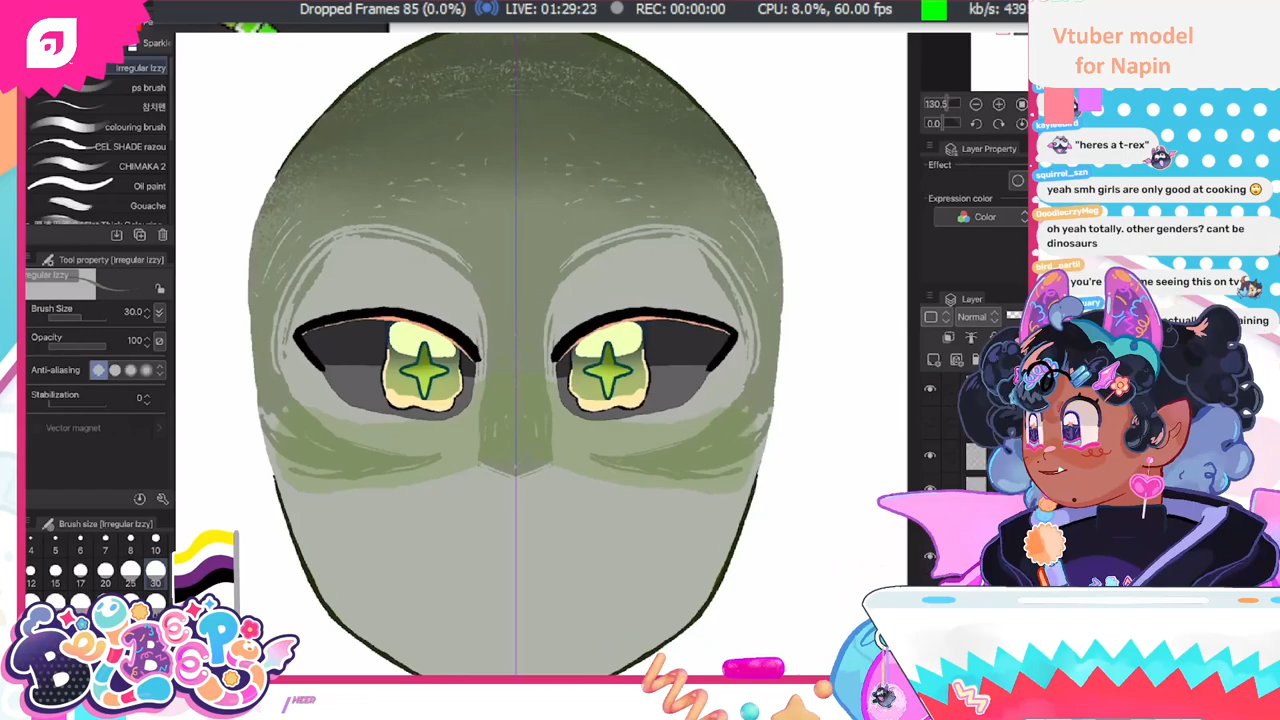 Dropped Frames 85 (0.0%)
LIVE: 01:29:23
REC: 00:00:00
CPU: 8.0%, 60.00 fps
kb/s: 439
Vtuber model
for Napin
Sparkle
Irregular Izzy
ps brush
참치펜
colouring brush
CEL SHADE razou
CHIMAKA 2
Oil paint
Gouache
Tool property [Irregular Izzy]
Irregular Izzy
Brush Size
30.0
Opacity
100
Anti-aliasing
Stabilization
0
Vector magnet
Brush size [Irregular Izzy]
4 5 6 7 8 10
12 15 17 20 25 30
130.5
0.0
Layer Property
Effect
Expression color
Color
Layer
Normal
"heres a t-rex"
squirrel_szn
yeah smh girls are only good at cooking
DoodleczyMeg
oh yeah totally. other genders? cant be
dinosaurs
bird_partii
you're
me seeing this on tv
BelBeRe